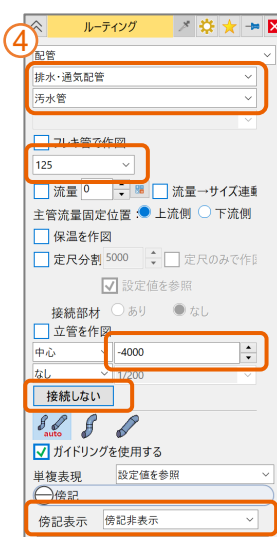 ④ ルーティング
配管
排水・通気配管
汚水管
フレキ管で作図
125
流量 0 流量→サイズ連動
主管流量固定位置: 上流側 下流側
保温を作図
定尺分割 5000 定尺のみで作図
設定値を参照
接続部材 あり なし
立管を作図
中心 -4000
なし 1/200
接続しない
auto
ガイドリングを使用する
単複表現 設定値を参照
傍記
傍記表示 傍記非表示